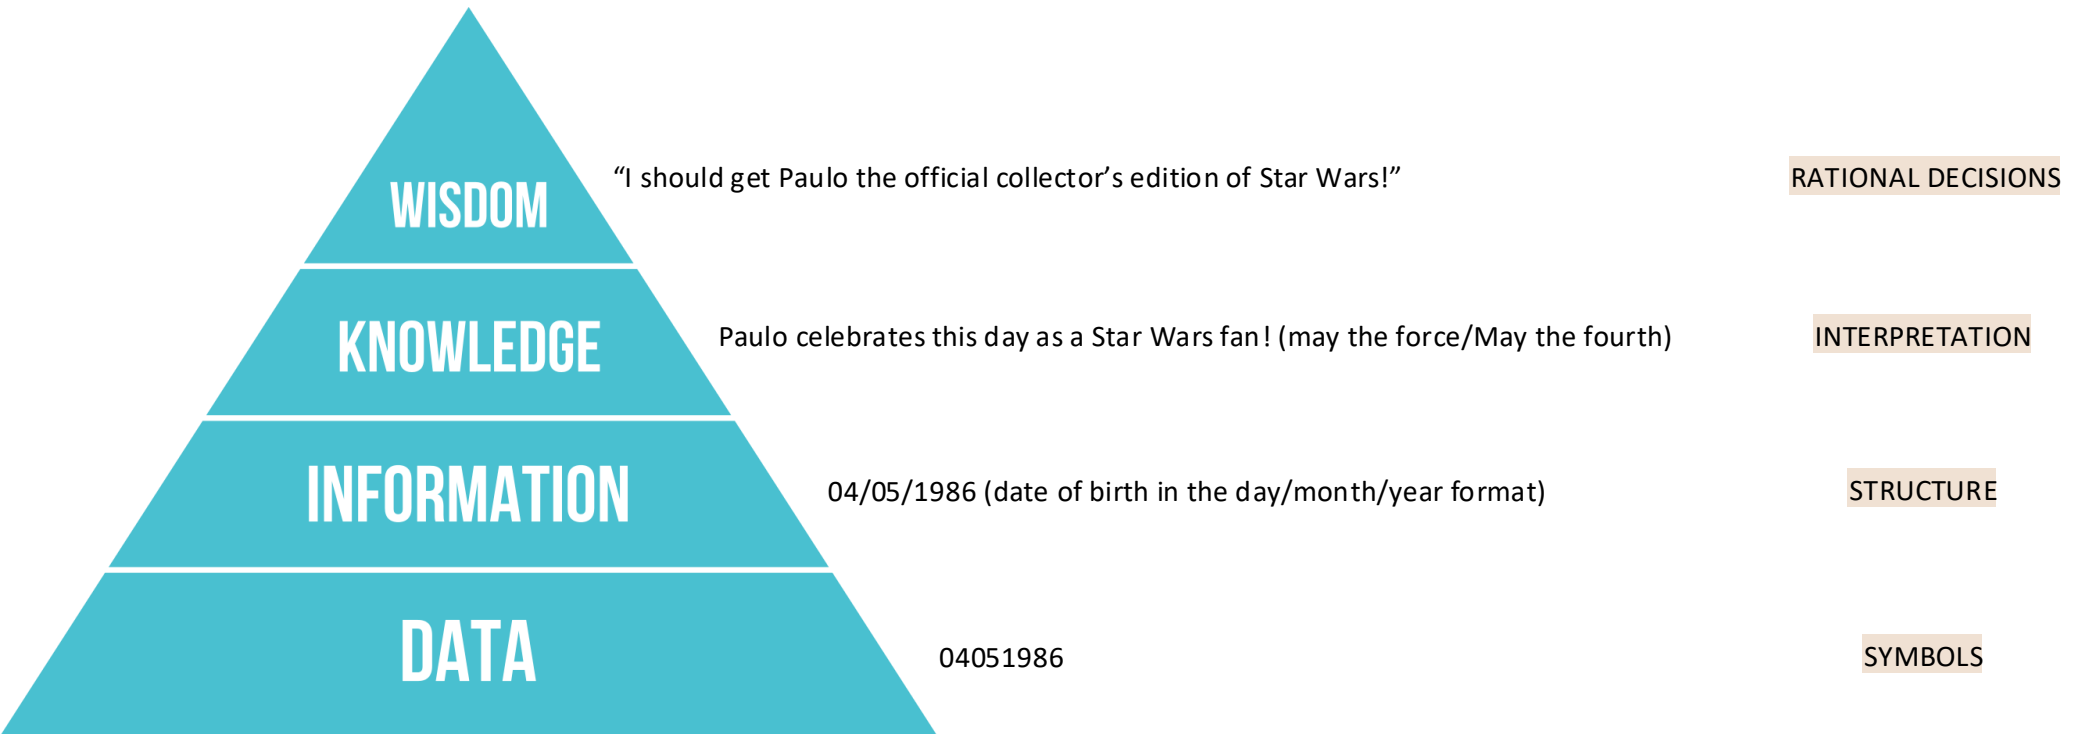 WISDOM
“I should get Paulo the official collector’s edition of Star Wars!”
RATIONAL DECISIONS
KNOWLEDGE
Paulo celebrates this day as a Star Wars fan! (may the force/May the fourth)
INTERPRETATION
INFORMATION
04/05/1986 (date of birth in the day/month/year format)
STRUCTURE
DATA
04051986
SYMBOLS